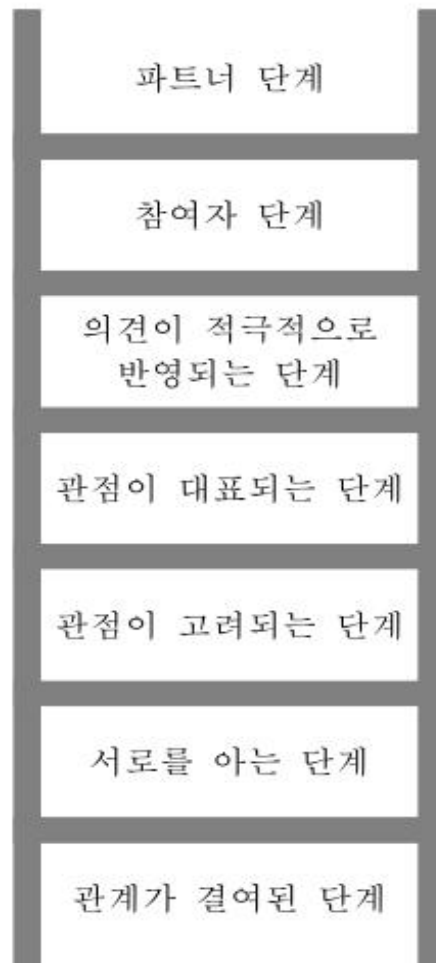 파트너 단계
참여자 단계
의견이 적극적으로
반영되는 단계
관점이 대표되는 단계
관점이 고려되는 단계
서로를 아는 단계
관계가 결여된 단계